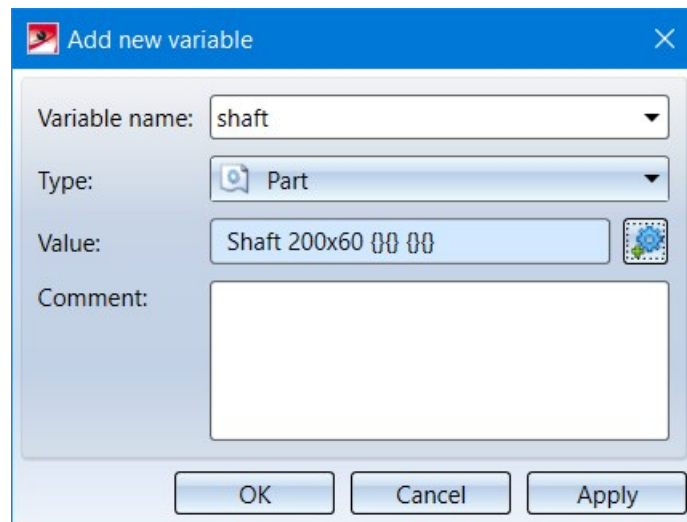 Add new variable
Variable name: shaft
Type: Part
Value: Shaft 200x60 {}{} {}{}
Comment:
OK Cancel Apply